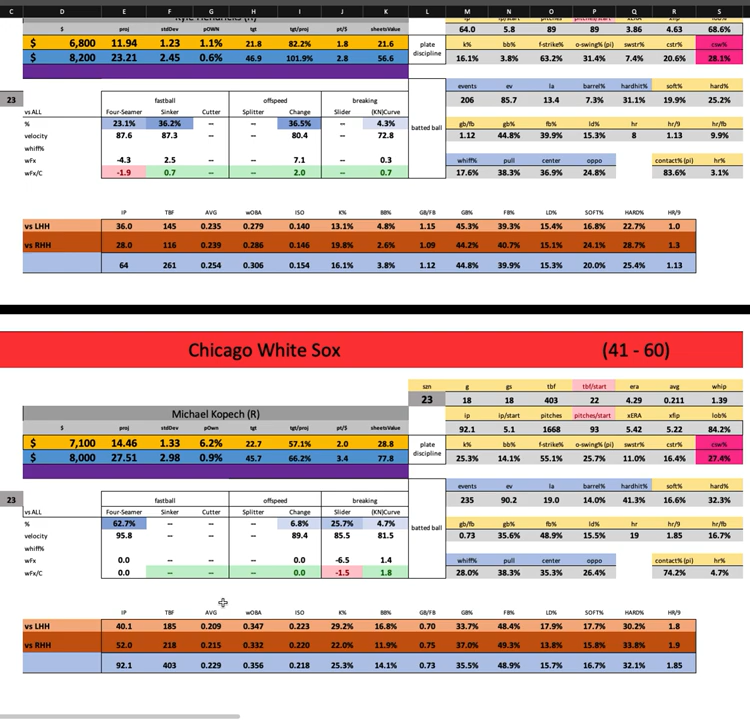 C D E F G H I J K L M N O P Q R S
Kyle Hendricks (R) ip ip/start pitches pitches/start xERA xfip lob%
$ proj stdDev pOWN tgt tgt/proj pt/$ sheetsValue 64.0 5.8 89 89 3.86 4.63 68.6%
$ 6,800 11.94 1.23 1.1% 21.8 82.2% 1.8 21.6 plate discipline k% bb% f-strike% o-swing% (pi) swstr% cstr% csw%
$ 8,200 23.21 2.45 0.6% 46.9 101.9% 2.8 56.6 16.1% 3.8% 63.2% 31.4% 7.4% 20.6% 28.1%
events ev la barrel% hardhit% soft% hard%
23 fastball offspeed breaking batted ball 206 85.7 13.4 7.3% 31.1% 19.9% 25.2%
vs ALL Four-Seamer Sinker Cutter Splitter Change Slider (KN)Curve
% 23.1% 36.2% -- -- 36.5% -- 4.3% gb/fb gb% fb% ld% hr hr/9 hr/fb
velocity 87.6 87.3 -- -- 80.4 -- 72.8 1.12 44.8% 39.9% 15.3% 8 1.13 9.9%
whiff%
wFx -4.3 2.5 7.1 0.3 whiff% pull center oppo contact% (pi) hr%
wFx/C -1.9 0.7 -- -- 2.0 -- 0.7 17.6% 38.3% 36.9% 24.8% 83.6% 3.1%
IP TBF AVG wOBA ISO K% BB% GB/FB GB% FB% LD% SOFT% HARD% HR/9
vs LHH 36.0 145 0.235 0.279 0.140 13.1% 4.8% 1.15 45.3% 39.3% 15.4% 16.8% 22.7% 1.0
vs RHH 28.0 116 0.239 0.286 0.146 19.8% 2.6% 1.09 44.2% 40.7% 15.1% 24.1% 28.7% 1.3
64 261 0.254 0.306 0.154 16.1% 3.8% 1.12 44.8% 39.9% 15.3% 20.0% 25.4% 1.13
Chicago White Sox (41 - 60)
szn g gs tbf tbf/start era avg whip
23 18 18 403 22 4.29 0.211 1.39
Michael Kopech (R) ip ip/start pitches pitches/start xERA xfip lob%
$ proj stdDev pOwn tgt tgt/proj pt/$ sheetsValue 92.1 5.1 1668 93 5.42 5.22 84.2%
$ 7,100 14.46 1.33 6.2% 22.7 57.1% 2.0 28.8 plate discipline k% bb% f-strike% o-swing% (pi) swstr% cstr% csw%
$ 8,000 27.51 2.98 0.9% 45.7 66.2% 3.4 77.8 25.3% 14.1% 55.1% 25.7% 11.0% 16.4% 27.4%
events ev la barrel% hardhit% soft% hard%
23 fastball offspeed breaking batted ball 235 90.2 19.0 14.0% 41.3% 16.6% 32.3%
vs ALL Four-Seamer Sinker Cutter Splitter Change Slider (KN)Curve
% 62.7% -- -- -- 6.8% 25.7% 4.7% gb/fb gb% fb% ld% hr hr/9 hr/fb
velocity 95.8 -- -- -- 89.4 85.5 81.5 0.73 35.6% 48.9% 15.5% 19 1.85 16.7%
whiff%
wFx 0.0 0.0 -6.5 1.4 whiff% pull center oppo contact% (pi) hr%
wFx/C 0.0 -- -- -- 0.0 -1.5 1.8 28.0% 38.3% 35.3% 26.4% 74.2% 4.7%
IP TBF AVG wOBA ISO K% BB% GB/FB GB% FB% LD% SOFT% HARD% HR/9
vs LHH 40.1 185 0.209 0.347 0.223 29.2% 16.8% 0.70 33.7% 48.4% 17.9% 17.7% 30.2% 1.8
vs RHH 52.0 218 0.215 0.332 0.220 22.0% 11.9% 0.75 37.0% 49.3% 13.8% 15.8% 33.8% 1.9
92.1 403 0.229 0.356 0.218 25.3% 14.1% 0.73 35.5% 48.9% 15.7% 16.7% 32.1% 1.85